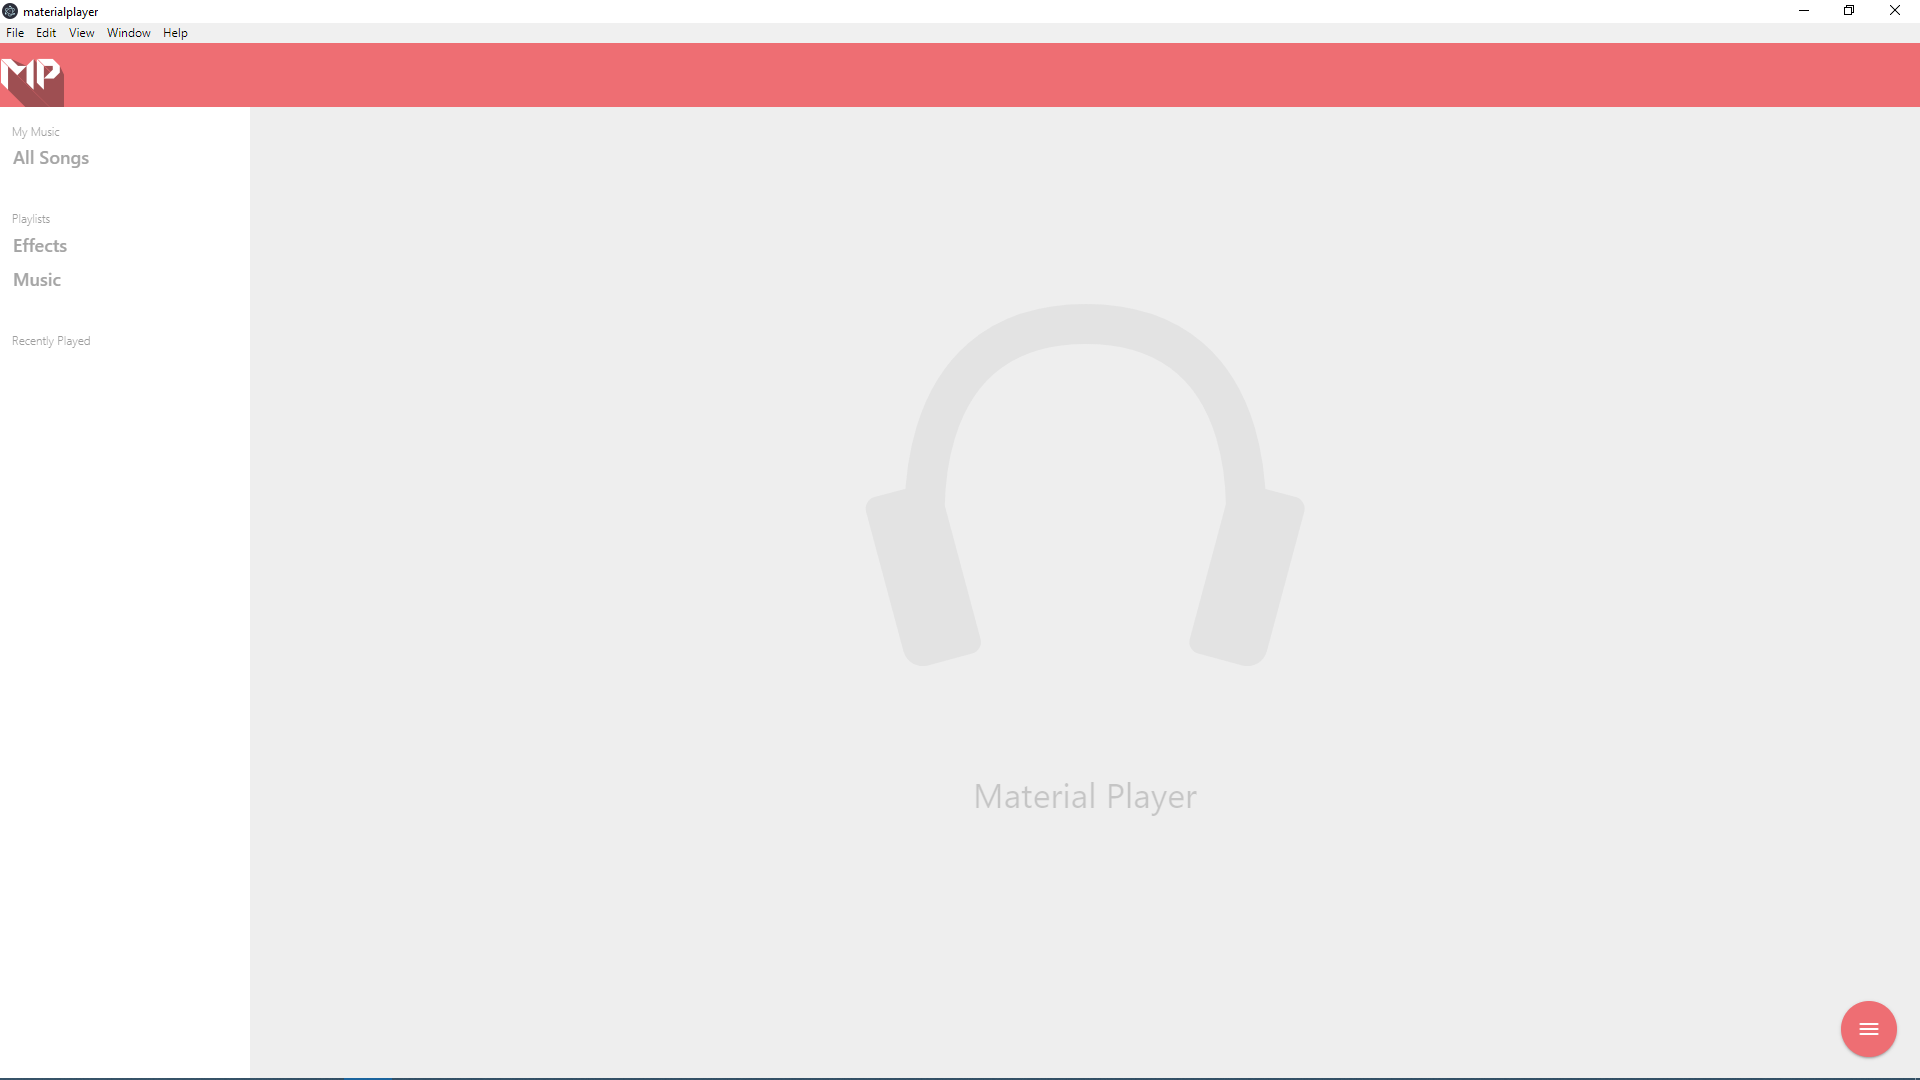 materialplayer
File Edit View Window Help
MP
My Music
All Songs
Playlists
Effects
Music
Recently Played
Material Player